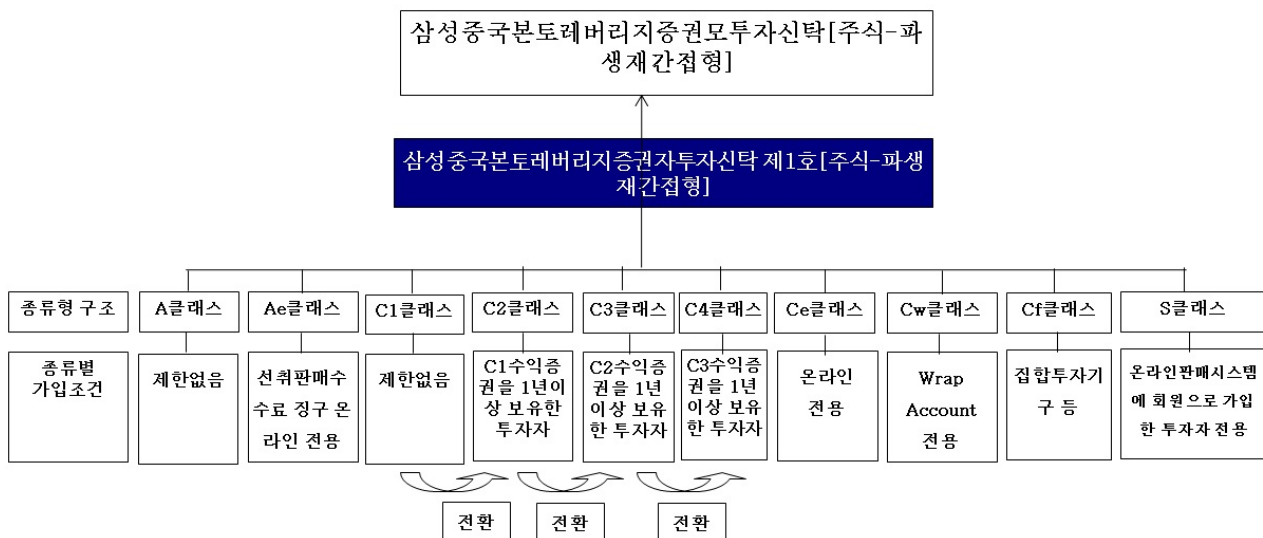 삼성중국본토레버리지증권모투자신탁[주식-파
생재간접형]
삼성중국본토레버리지증권자투자신탁 제1호[주식-파생
재간접형]
종류형 구조
A클래스
Ae클래스
C1클래스
C2클래스
C3클래스
C4클래스
Ce클래스
Cw클래스
Cf클래스
S클래스
종류별
가입조건
제한없음
선취판매수
수료 징구 온
라인 전용
제한없음
C1수익증
권을 1년이
상 보유한
투자자
C2수익증
권을 1년
이상 보유
한 투자자
C3수익증
권을 1년
이상 보유
한 투자자
온라인
전용
Wrap
Account
전용
집합투자기
구 등
온라인판매시스템
에 회원으로 가입
한 투자자 전용
전환
전환
전환